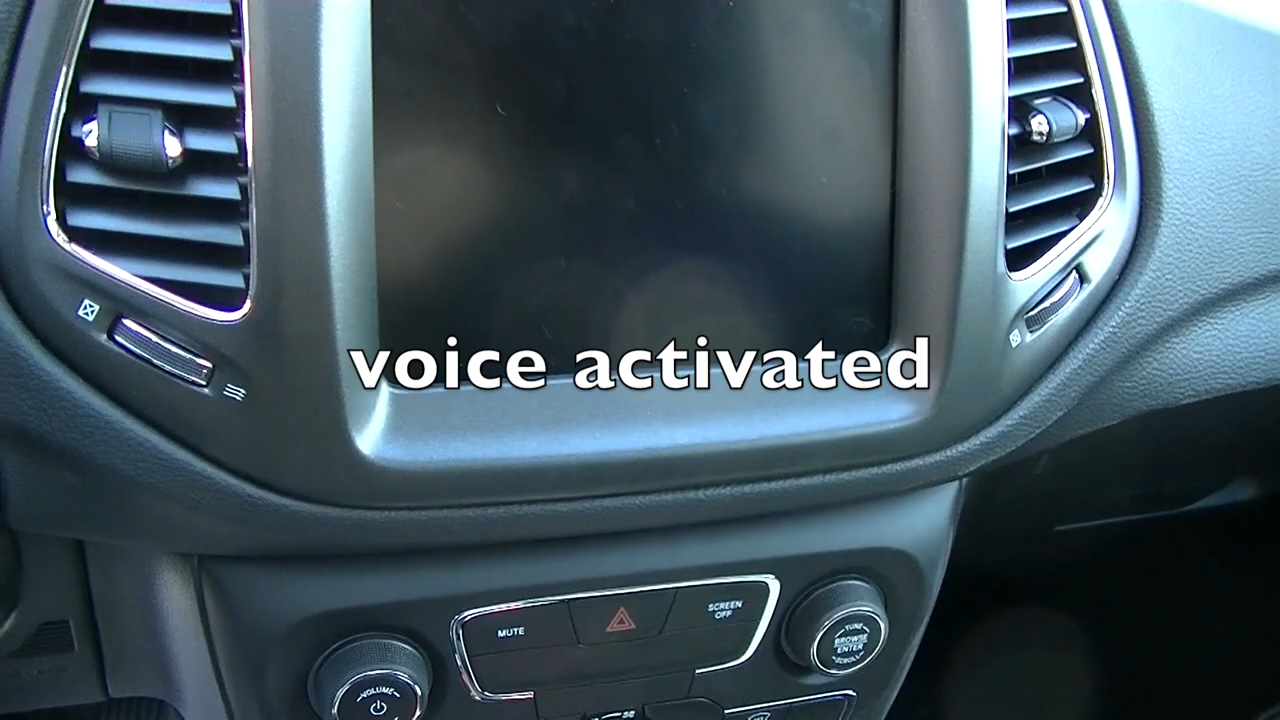 voice activated
MUTE
SCREEN
OFF
VOLUME
TUNE
BROWSE
ENTER
SCROLL